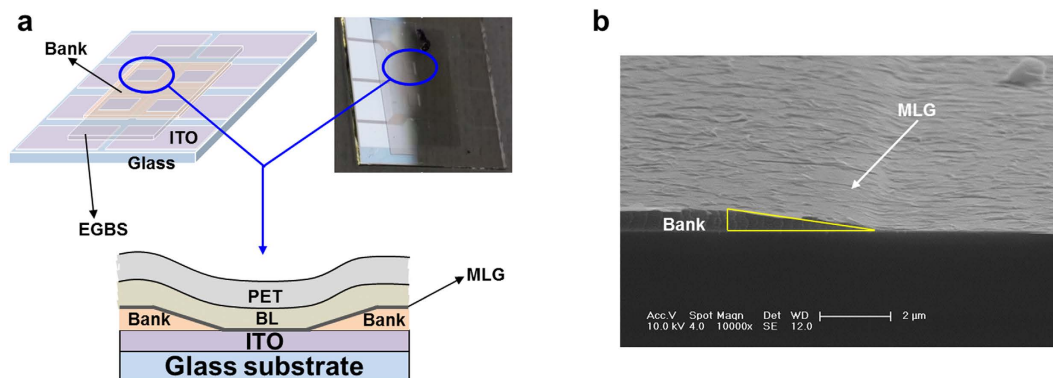 a
Bank
ITO
Glass
EGBS
MLG
PET
BL
Bank
Bank
ITO
Glass substrate
b
MLG
Bank
Acc.V Spot Magn Det WD
10.0 kV 4.0 10000x SE 12.0
2 μm